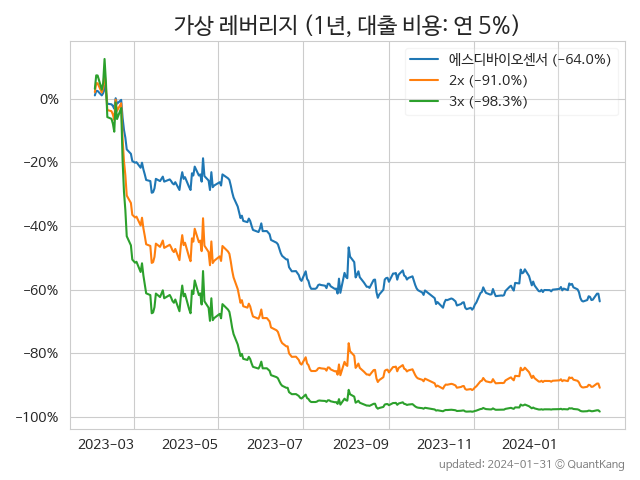 가상 레버리지 (1년, 대출 비용: 연 5%)
에스디바이오센서 (−64.0%)
2x (−91.0%)
3x (−98.3%)
0%
−20%
−40%
−60%
−80%
−100%
2023-03 2023-05 2023-07 2023-09 2023-11 2024-01
updated: 2024-01-31 © QuantKang